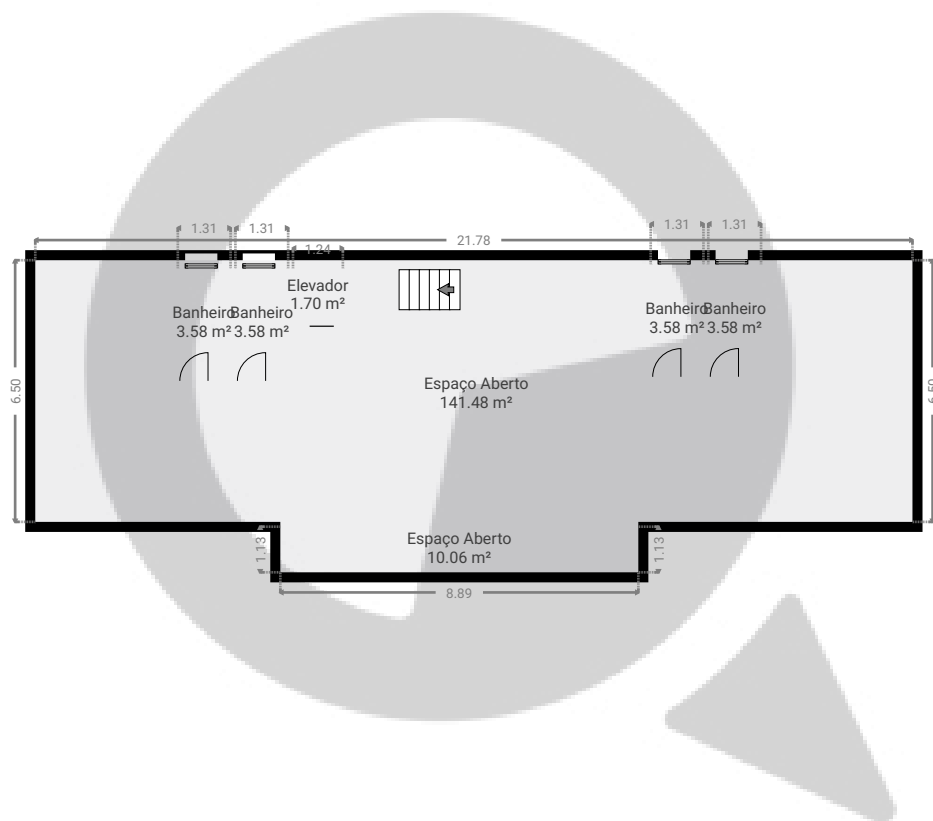 1.31
1.31
1.31
1.31
21.78
1.24
Elevador
1.70 m²
Banheiro
3.58 m²
Banheiro
3.58 m²
Banheiro
3.58 m²
Banheiro
3.58 m²
6.50
6.50
Espaço Aberto
141.48 m²
Espaço Aberto
10.06 m²
1.13
1.13
8.89